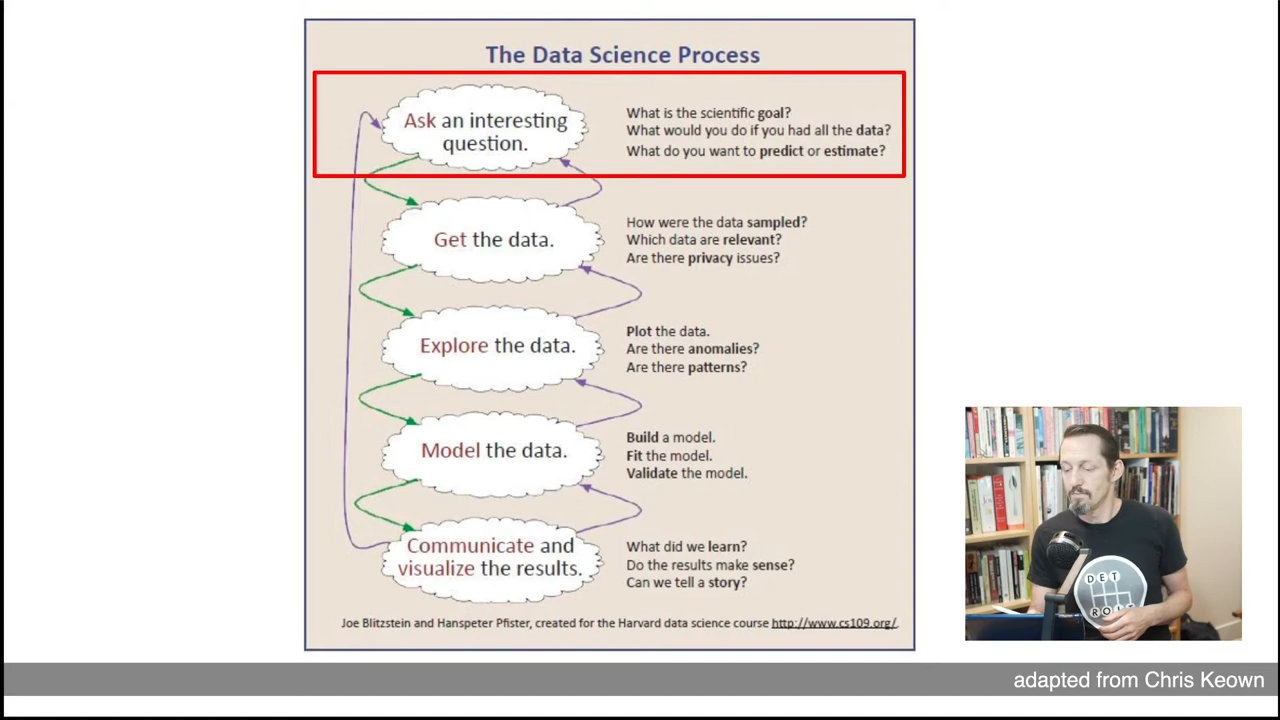 The Data Science Process
Ask an interesting
question.
What is the scientific goal?
What would you do if you had all the data?
What do you want to predict or estimate?
Get the data.
How were the data sampled?
Which data are relevant?
Are there privacy issues?
Explore the data.
Plot the data.
Are there anomalies?
Are there patterns?
Model the data.
Build a model.
Fit the model.
Validate the model.
Communicate and
visualize the results.
What did we learn?
Do the results make sense?
Can we tell a story?
Joe Blitzstein and Hanspeter Pfister, created for the Harvard data science course http://www.cs109.org/.
DET
adapted from Chris Keown